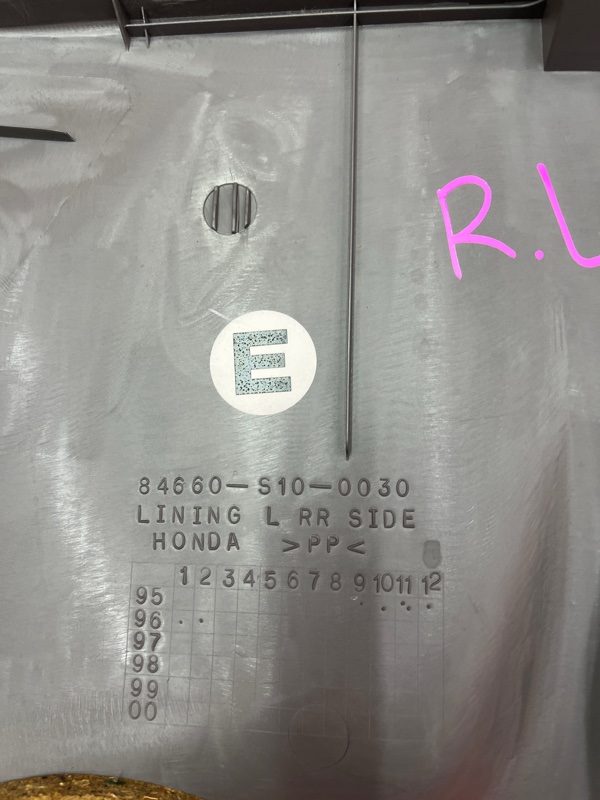 R.L
E
84660-S10-0030
LINING L RR SIDE
HONDA >PP<
1 2 3 4 5 6 7 8 9 10 11 12
95
96
97
98
99
00